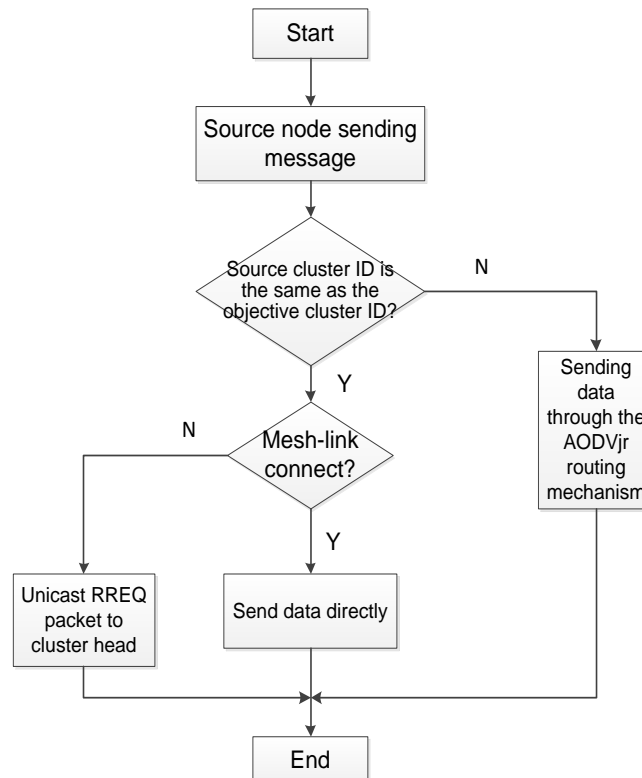 Start
Source node sending
message
Source cluster ID is
the same as the
objective cluster ID?
N
Y
Sending
data
through the
AODVjr
routing
mechanism
N
Mesh-link
connect?
Y
Unicast RREQ
packet to
cluster head
Send data directly
End